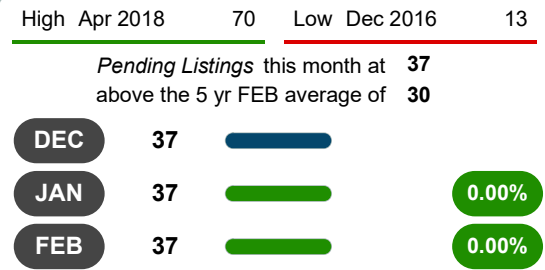 High Apr 2018 70 Low Dec 2016 13
Pending Listings this month at 37
above the 5 yr FEB average of 30
DEC 37
JAN 37 0.00%
FEB 37 0.00%